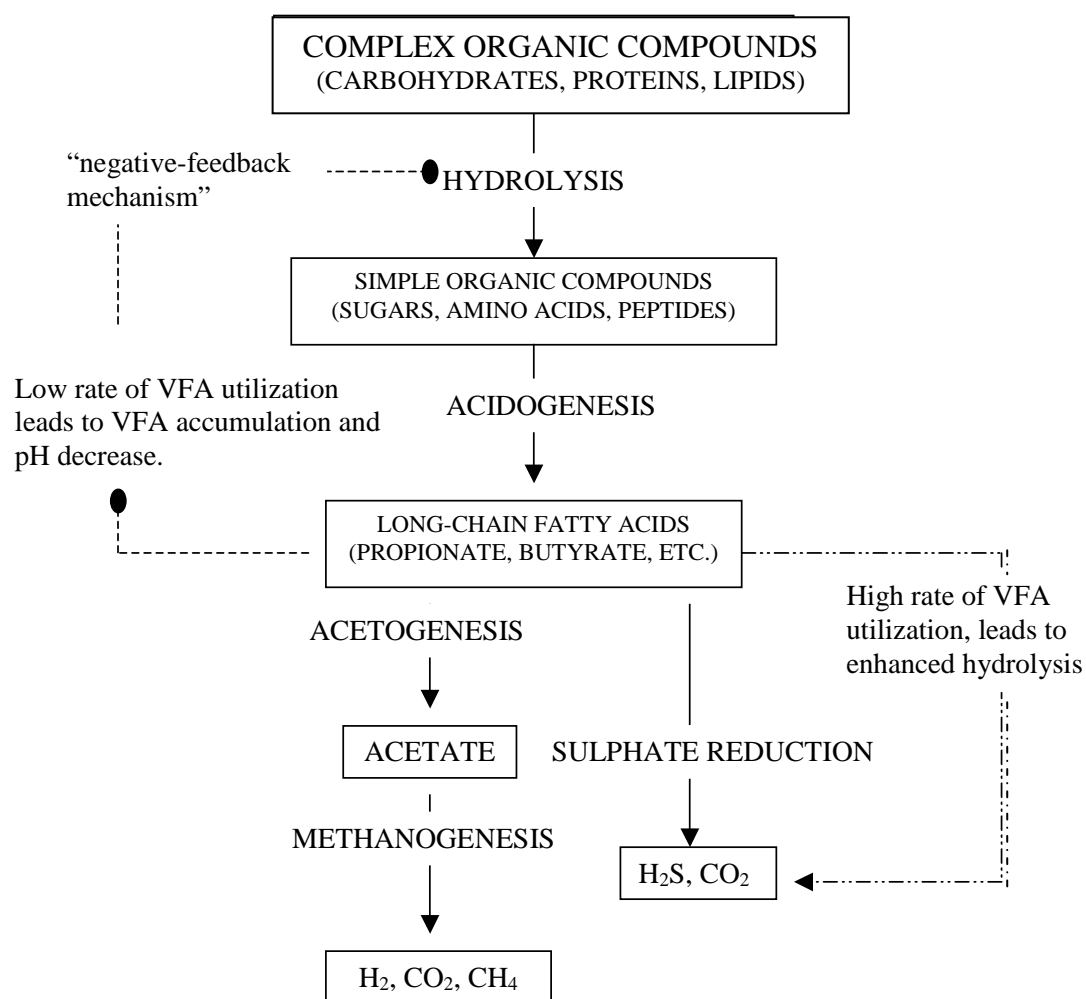 COMPLEX ORGANIC COMPOUNDS
(CARBOHYDRATES, PROTEINS, LIPIDS)
“negative-feedback
mechanism”
HYDROLYSIS
SIMPLE ORGANIC COMPOUNDS
(SUGARS, AMINO ACIDS, PEPTIDES)
Low rate of VFA utilization
leads to VFA accumulation and
pH decrease.
ACIDOGENESIS
LONG-CHAIN FATTY ACIDS
(PROPIONATE, BUTYRATE, ETC.)
High rate of VFA
utilization, leads to
enhanced hydrolysis
ACETOGENESIS
ACETATE
SULPHATE REDUCTION
METHANOGENESIS
H₂S, CO₂
H₂, CO₂, CH₄